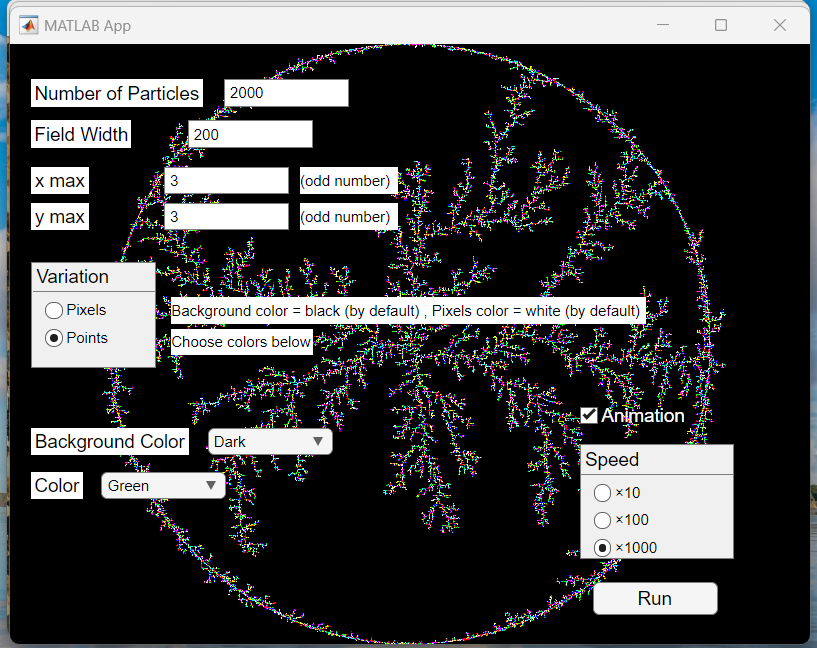 MATLAB App
Number of Particles 2000
Field Width 200
x max 3 (odd number)
y max 3 (odd number)
Variation
Pixels
Points
Background color = black (by default) , Pixels color = white (by default)
Choose colors below
Background Color Dark
Color Green
Animation
Speed
×10
×100
×1000
Run